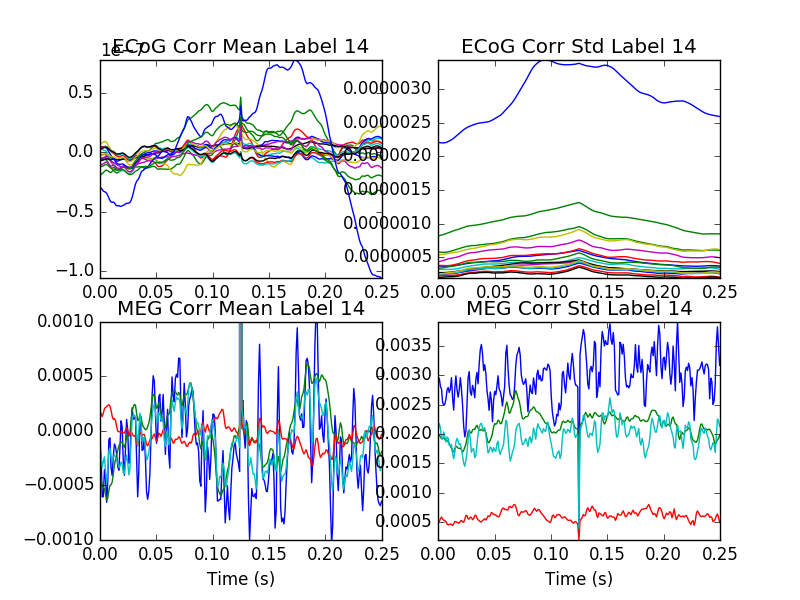 ECoG Corr Mean Label 14
1e−7
0.5
0.0
−0.5
−1.0
0.00 0.05 0.10 0.15 0.20 0.25
ECoG Corr Std Label 14
0.0000030
0.0000025
0.0000020
0.0000015
0.0000010
0.0000005
0.00 0.05 0.10 0.15 0.20 0.25
MEG Corr Mean Label 14
0.0010
0.0005
0.0000
−0.0005
−0.0010
0.00 0.05 0.10 0.15 0.20 0.25
Time (s)
MEG Corr Std Label 14
0.0035
0.0030
0.0025
0.0020
0.0015
0.0010
0.0005
0.00 0.05 0.10 0.15 0.20 0.25
Time (s)